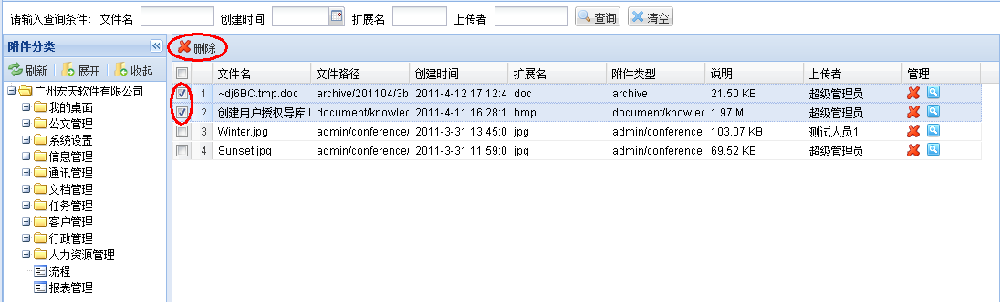 请输入查询条件: 文件名 创建时间 扩展名 上传者 查询 清空
附件分类
刷新 展开 收起
广州宏天软件有限公司
我的桌面
公文管理
系统设置
信息管理
通讯管理
文档管理
任务管理
客户管理
行政管理
人力资源管理
流程
报表管理
删除
文件名 文件路径 创建时间 扩展名 附件类型 说明 上传者 管理
1 ~dj6BC.tmp.doc archive/201104/3b 2011-4-12 17:12:4 doc archive 21.50 KB 超级管理员
2 创建用户授权导库. document/knowlec 2011-4-11 16:28:1 bmp document/knowlec 1.97 M 超级管理员
3 Winter.jpg admin/conference/ 2011-3-31 13:45:0 jpg admin/conference 103.07 KB 测试人员1
4 Sunset.jpg admin/conference/ 2011-3-31 11:59:0 jpg admin/conference 69.52 KB 超级管理员